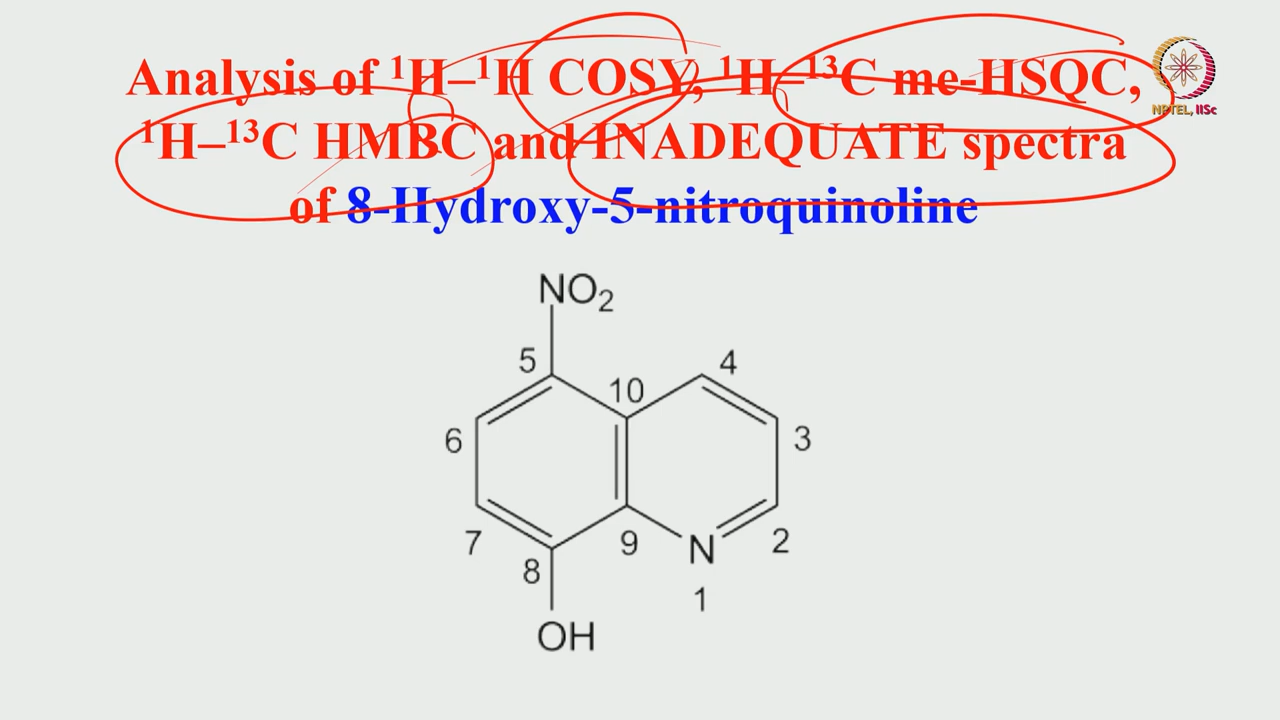 Analysis of ¹H–¹H COSY, ¹H–¹³C me-HSQC,
¹H–¹³C HMBC and INADEQUATE spectra
of 8-Hydroxy-5-nitroquinoline
NPTEL, IISc
NO₂
5
4
10
6
3
7
9
N
2
8
1
OH